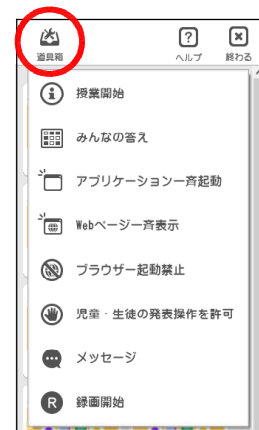 道具箱
ヘルプ
終わる
授業開始
みんなの答え
アプリケーション一斉起動
Webページ一斉表示
ブラウザー起動禁止
児童・生徒の発表操作を許可
メッセージ
R 録画開始